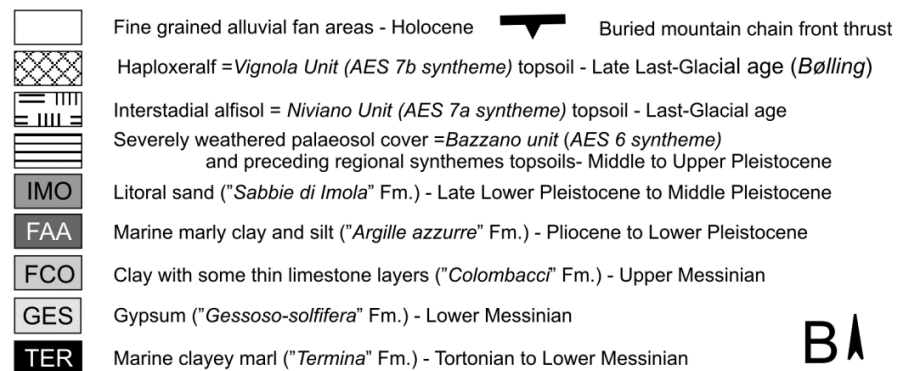 Fine grained alluvial fan areas - Holocene
Buried mountain chain front thrust
Haploxeralf =Vignola Unit (AES 7b syntheme) topsoil - Late Last-Glacial age (Bølling)
Interstadial alfisol = Niviano Unit (AES 7a syntheme) topsoil - Last-Glacial age
Severely weathered palaeosol cover =Bazzano unit (AES 6 syntheme)
and preceding regional synthemes topsoils- Middle to Upper Pleistocene
IMO Litoral sand ("Sabbie di Imola" Fm.) - Late Lower Pleistocene to Middle Pleistocene
FAA Marine marly clay and silt ("Argille azzurre" Fm.) - Pliocene to Lower Pleistocene
FCO Clay with some thin limestone layers ("Colombacci" Fm.) - Upper Messinian
GES Gypsum ("Gessoso-solfifera" Fm.) - Lower Messinian
TER Marine clayey marl ("Termina" Fm.) - Tortonian to Lower Messinian
B